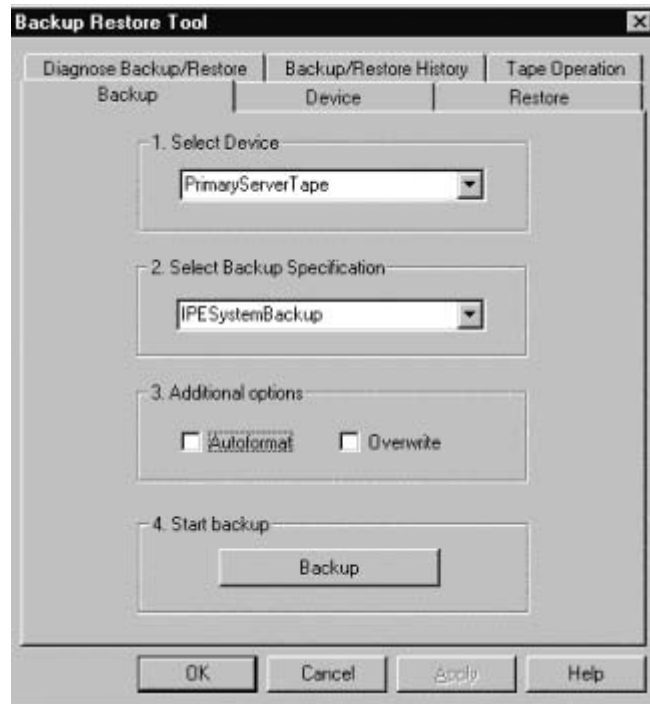 Backup Restore Tool
Diagnose Backup/Restore
Backup/Restore History
Tape Operation
Backup
Device
Restore
1. Select Device
PrimaryServerTape
2. Select Backup Specification
IPESystemBackup
3. Additional options
Autoformat
Overwrite
4. Start backup
Backup
OK
Cancel
Apply
Help